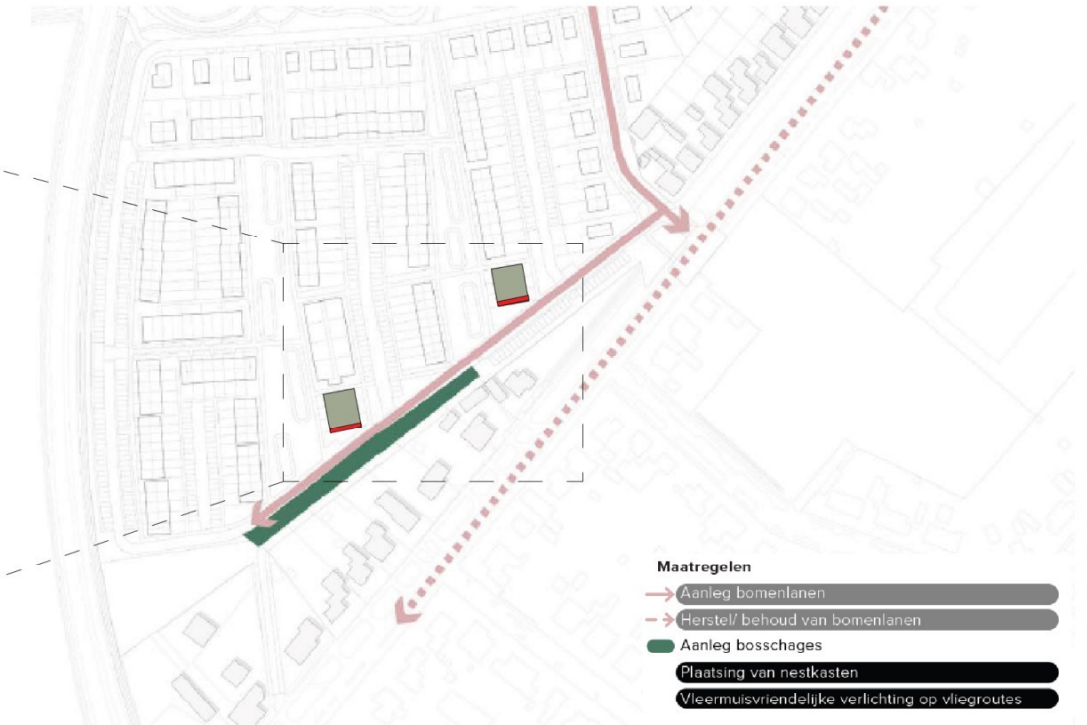 Maatregelen
Aanleg bomenlanen
Herstel/ behoud van bomenlanen
Aanleg bosschages
Plaatsing van nestkasten
Vleermuisvriendelijke verlichting op vliegroutes